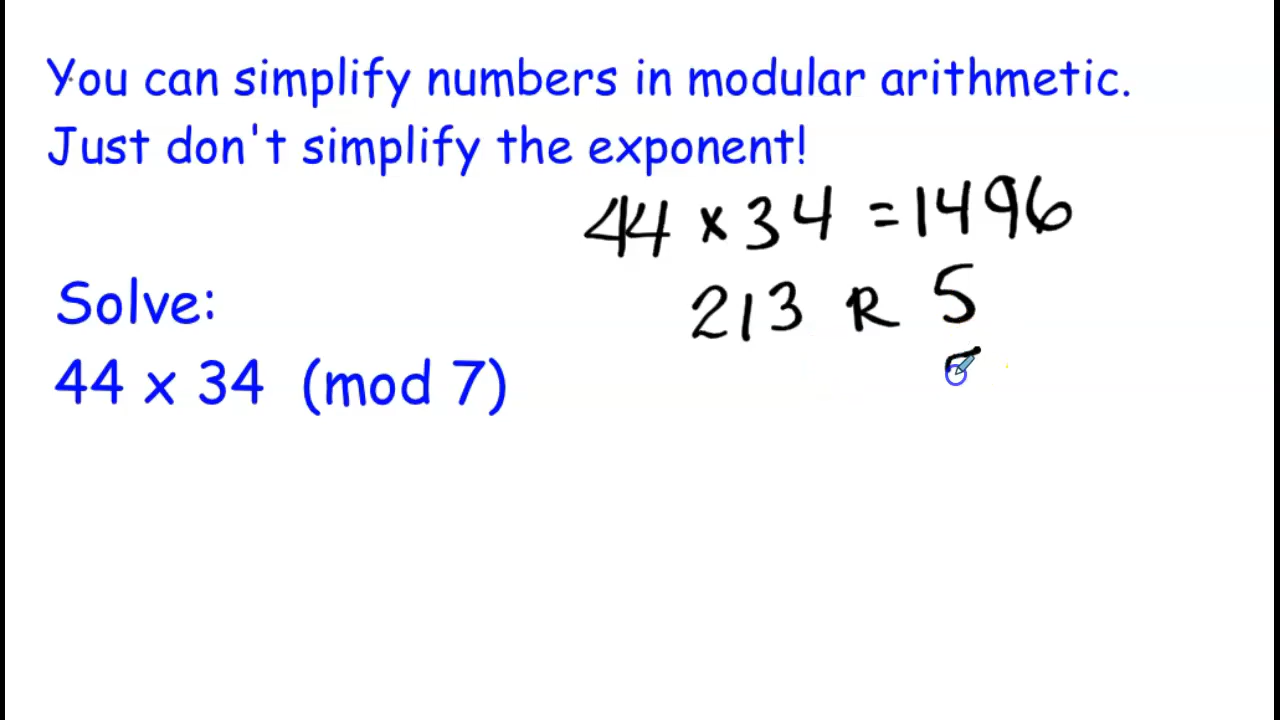 You can simplify numbers in modular arithmetic.
Just don't simplify the exponent!
44 x 34 = 1496
213 R 5
Solve:
44 x 34 (mod 7)